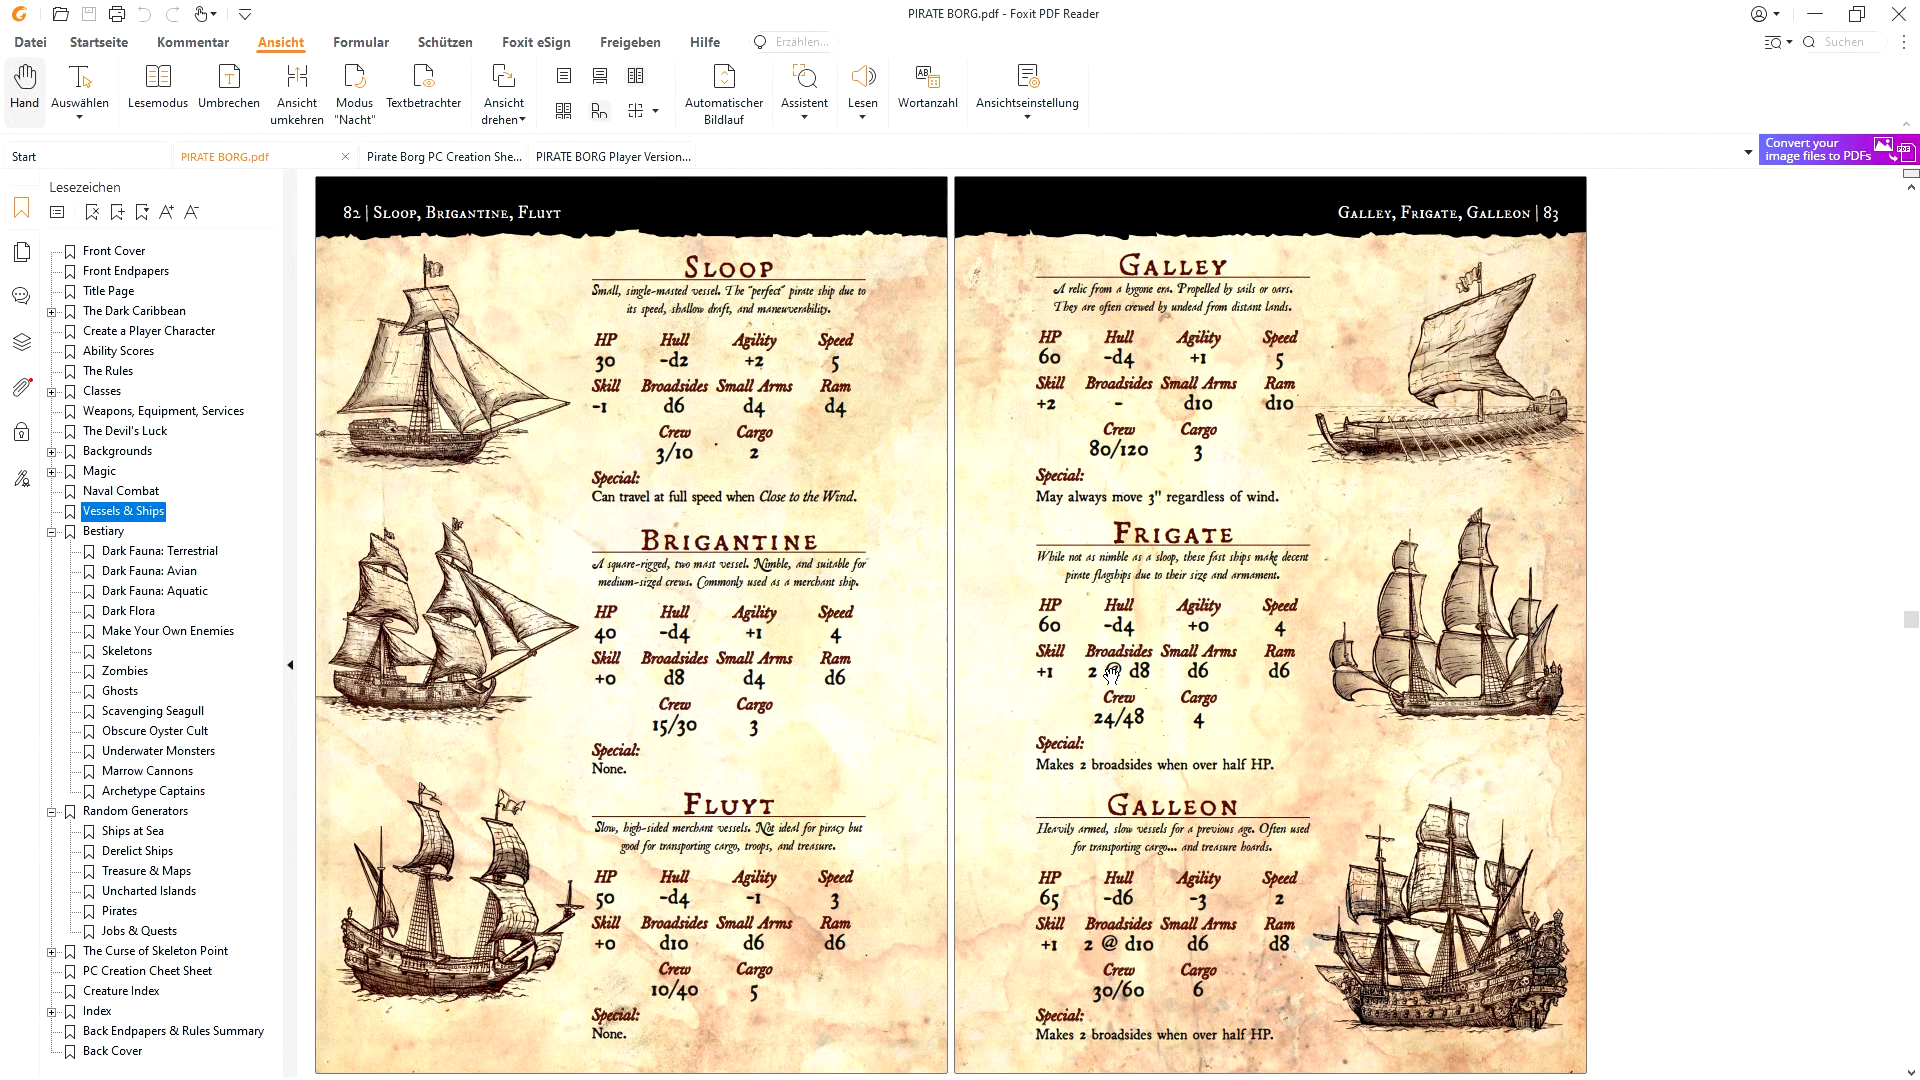 PIRATE BORG.pdf - Foxit PDF Reader
Datei Startseite Kommentar Ansicht Formular Schützen Foxit eSign Freigeben Hilfe Erzählen... Suchen
Hand Auswählen Lesemodus Umbrechen Ansicht umkehren Modus "Nacht" Textbetrachter Ansicht drehen Automatischer Bildlauf Assistent Lesen Wortanzahl Ansichtseinstellung
Start PIRATE BORG.pdf Pirate Borg PC Creation She... PIRATE BORG Player Version...
Convert your
image files to PDFs
PDF
Lesezeichen
Front Cover
Front Endpapers
Title Page
The Dark Caribbean
Create a Player Character
Ability Scores
The Rules
Classes
Weapons, Equipment, Services
The Devil's Luck
Backgrounds
Magic
Naval Combat
Vessels & Ships
Bestiary
Dark Fauna: Terrestrial
Dark Fauna: Avian
Dark Fauna: Aquatic
Dark Flora
Make Your Own Enemies
Skeletons
Zombies
Ghosts
Scavenging Seagull
Obscure Oyster Cult
Underwater Monsters
Marrow Cannons
Archetype Captains
Random Generators
Ships at Sea
Derelict Ships
Treasure & Maps
Uncharted Islands
Pirates
Jobs & Quests
The Curse of Skeleton Point
PC Creation Cheet Sheet
Creature Index
Index
Back Endpapers & Rules Summary
Back Cover
82 | Sloop, Brigantine, Fluyt
Sloop
Small, single-masted vessel. The "perfect" pirate ship due to
its speed, shallow draft, and maneuverability.
HP Hull Agility Speed
30 -d2 +2 5
Skill Broadsides Small Arms Ram
-1 d6 d4 d4
Crew Cargo
3/10 2
Special:
Can travel at full speed when Close to the Wind.
Brigantine
A square-rigged, two mast vessel. Nimble, and suitable for
medium-sized crews. Commonly used as a merchant ship.
HP Hull Agility Speed
40 -d4 +1 4
Skill Broadsides Small Arms Ram
+0 d8 d4 d6
Crew Cargo
15/30 3
Special:
None.
Fluyt
Slow, high-sided merchant vessels. Not ideal for piracy but
good for transporting cargo, troops, and treasure.
HP Hull Agility Speed
50 -d4 -1 3
Skill Broadsides Small Arms Ram
+0 d10 d6 d6
Crew Cargo
10/40 5
Special:
None.
Galley, Frigate, Galleon | 83
Galley
A relic from a bygone era. Propelled by sails or oars.
They are often crewed by undead from distant lands.
HP Hull Agility Speed
60 -d4 +1 5
Skill Broadsides Small Arms Ram
+2 - d10 d10
Crew Cargo
80/120 3
Special:
May always move 3" regardless of wind.
Frigate
While not as nimble as a sloop, these fast ships make decent
pirate flagships due to their size and armament.
HP Hull Agility Speed
60 -d4 +0 4
Skill Broadsides Small Arms Ram
+1 2 @ d8 d6 d6
Crew Cargo
24/48 4
Special:
Makes 2 broadsides when over half HP.
Galleon
Heavily armed, slow vessels for a previous age. Often used
for transporting cargo... and treasure hoards.
HP Hull Agility Speed
65 -d6 -3 2
Skill Broadsides Small Arms Ram
+1 2 @ d10 d6 d8
Crew Cargo
30/60 6
Special:
Makes 2 broadsides when over half HP.